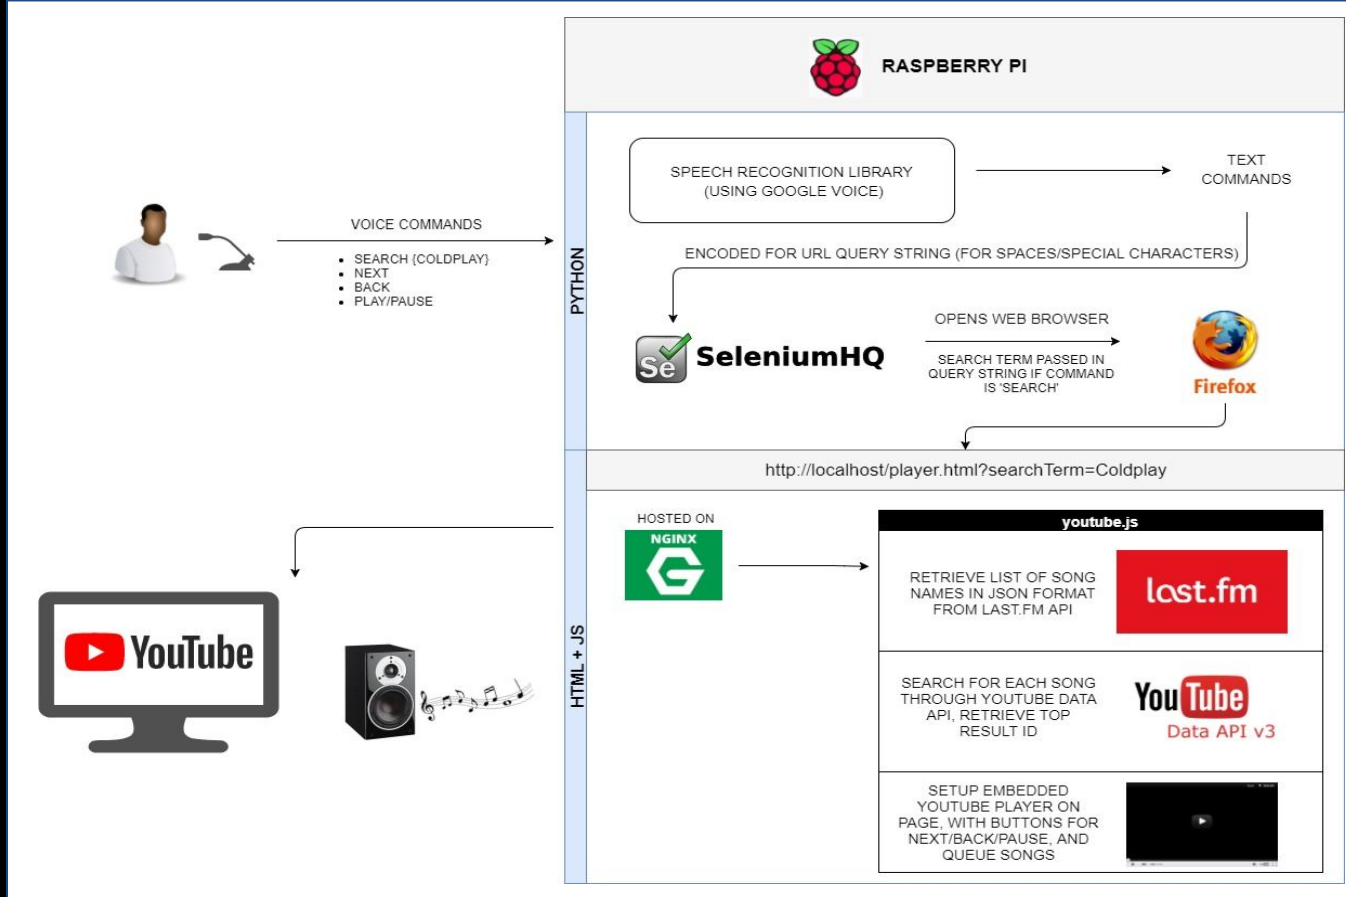 RASPBERRY PI
PYTHON
SPEECH RECOGNITION LIBRARY
(USING GOOGLE VOICE)
TEXT
COMMANDS
VOICE COMMANDS
SEARCH {COLDPLAY}
NEXT
BACK
PLAY/PAUSE
ENCODED FOR URL QUERY STRING (FOR SPACES/SPECIAL CHARACTERS)
Se
SeleniumHQ
OPENS WEB BROWSER
SEARCH TERM PASSED IN
QUERY STRING IF COMMAND
IS 'SEARCH'
Firefox
http://localhost/player.html?searchTerm=Coldplay
HTML + JS
HOSTED ON
NGINX
G
youtube.js
RETRIEVE LIST OF SONG
NAMES IN JSON FORMAT
FROM LAST.FM API
last.fm
SEARCH FOR EACH SONG
THROUGH YOUTUBE DATA
API, RETRIEVE TOP
RESULT ID
YouTube
Data API v3
SETUP EMBEDDED
YOUTUBE PLAYER ON
PAGE, WITH BUTTONS FOR
NEXT/BACK/PAUSE, AND
QUEUE SONGS
YouTube